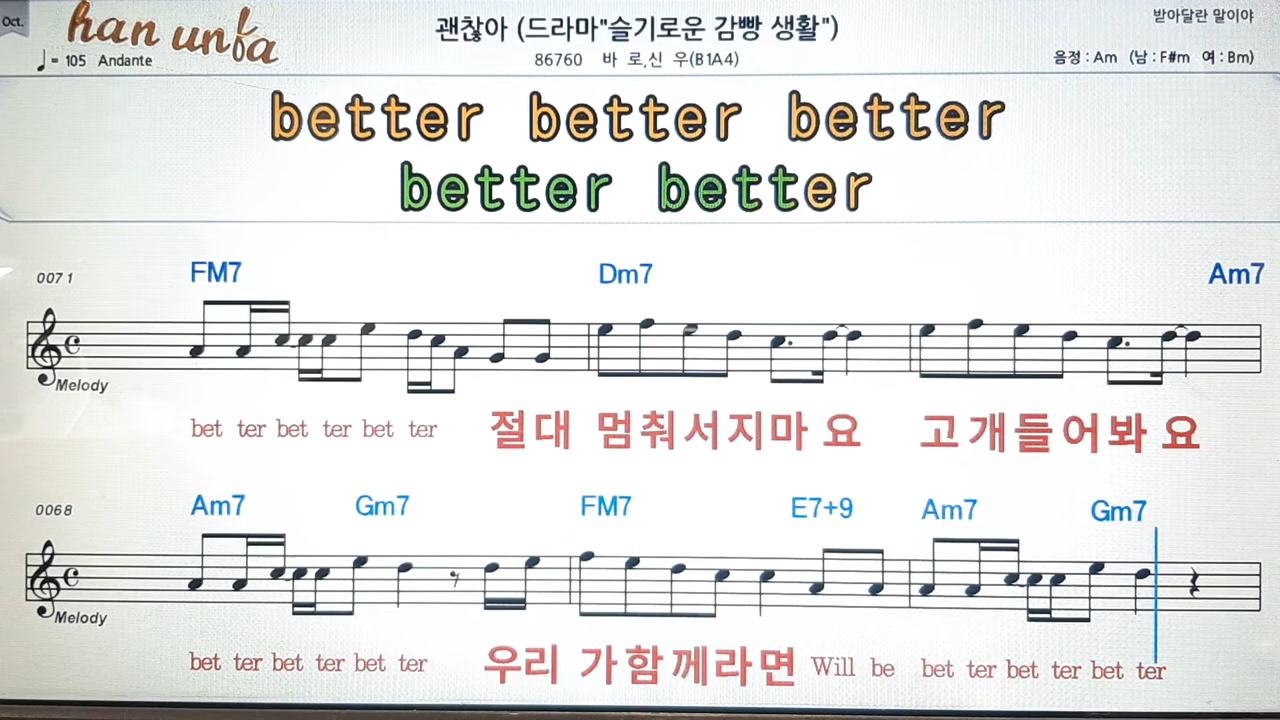 Oct.
han unfa
괜찮아 (드라마"슬기로운 감빵 생활")
받아달란 말이야
= 105 Andante
86760 바 로,신 우(B1A4)
음정 : Am (남 : F#m 여 : Bm)
better better better
better better
0071
FM7 Dm7 Am7
Melody
bet ter bet ter bet ter 절대 멈춰서지마 요 고개들어봐 요
0068
Am7 Gm7 FM7 E7+9 Am7 Gm7
Melody
bet ter bet ter bet ter 우리 가함께라면 Will be bet ter bet ter bet ter